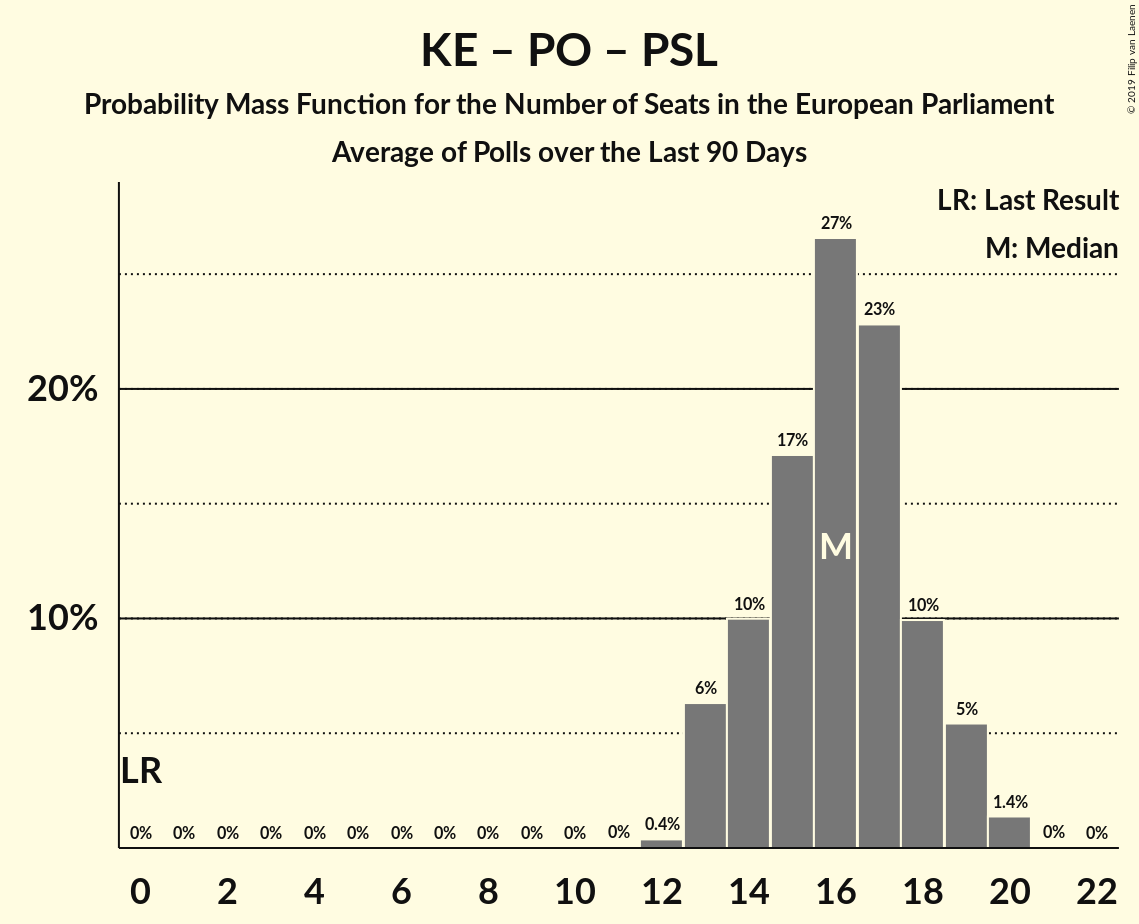 KE – PO – PSL
Probability Mass Function for the Number of Seats in the European Parliament
Average of Polls over the Last 90 Days
© 2019 Filip van Laenen
LR: Last Result
M: Median
27%
23%
20%
17%
M
10%
10%
10%
6%
5%
LR
1.4%
0.4%
0% 0% 0% 0% 0% 0% 0% 0% 0% 0% 0% 0% 0% 0%
0 2 4 6 8 10 12 14 16 18 20 22